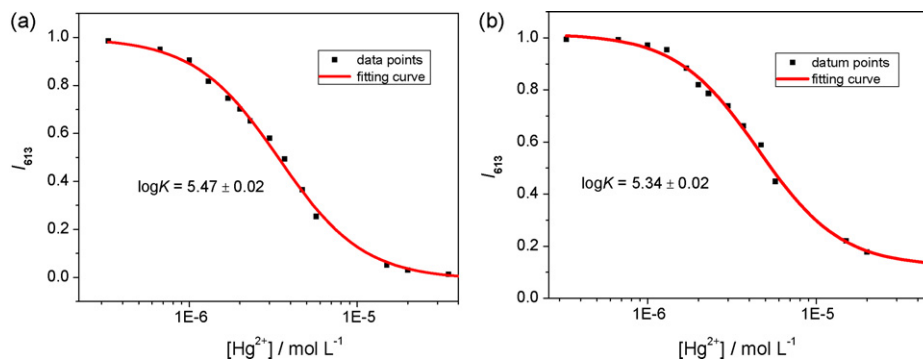 (a)
1.0
0.8
0.6
0.4
0.2
0.0
I₆₁₃
data points
fitting curve
logK = 5.47 ± 0.02
1E-6
1E-5
[Hg²⁺] / mol L⁻¹
(b)
1.0
0.8
0.6
0.4
0.2
0.0
I₆₁₃
datum points
fitting curve
logK = 5.34 ± 0.02
1E-6
1E-5
[Hg²⁺] / mol L⁻¹